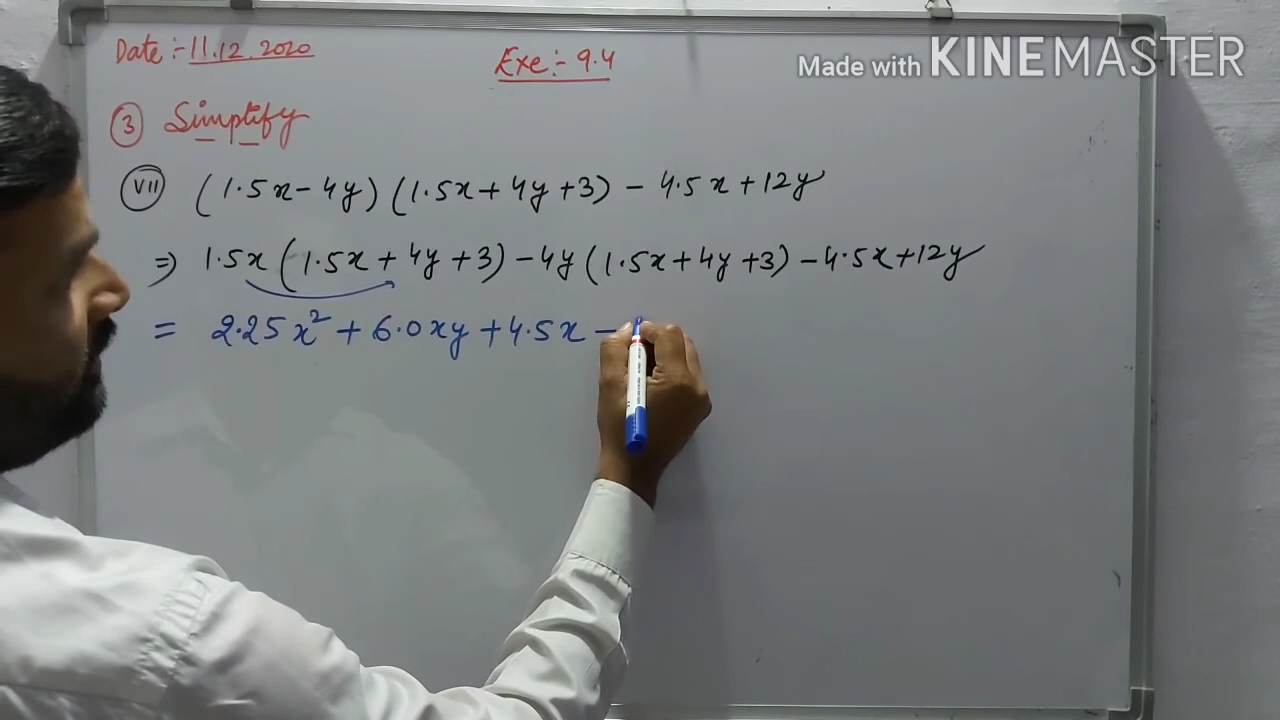 Date :- 11.12.2020
Exe :- 9.4
Made with KINEMASTER
③ Simplify
(VII) (1.5x - 4y) (1.5x + 4y + 3) - 4.5x + 12y
⇒ 1.5x (1.5x + 4y + 3) - 4y (1.5x + 4y + 3) - 4.5x + 12y
= 2.25x² + 6.0xy + 4.5x -